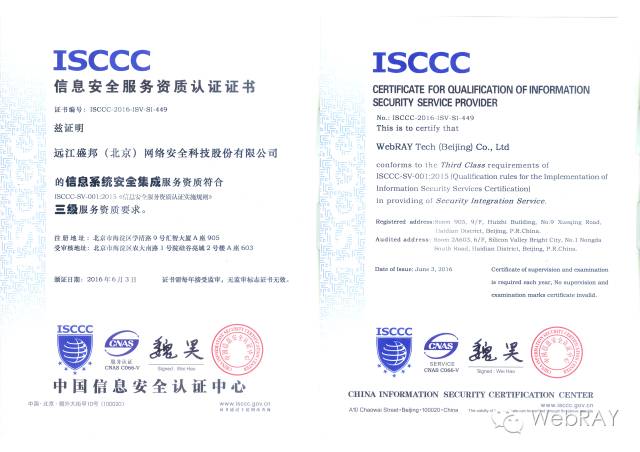 ISCCC
信息安全服务资质认证证书
证书编号: ISCCC-2016-ISV-SI-449
兹证明
远江盛邦（北京）网络安全科技股份有限公司
的信息系统安全集成服务资质符合
ISCCC-SV-001:2015《信息安全服务资质认证实施规则》
三级服务资质要求。
注册地址: 北京市海淀区学清路9号汇智大厦A座905
受审核地址: 北京市海淀区农大南路1号院硅谷亮城2号楼A座603
颁证日期: 2016年6月3日
证书需每年接受监审，无监审标志证书无效。
ISCCC
CNAS
服务认证
CNAS C066-V
Signed : Wei Hao
中国信息安全认证中心
中国·北京·朝外大街甲10号 (100020)
www.isccc.gov.cn
ISCCC
CERTIFICATE FOR QUALIFICATION OF INFORMATION
SECURITY SERVICE PROVIDER
No.: ISCCC-2016-ISV-SI-449
This is to certify that
WebRAY Tech (Beijing) Co., Ltd
conforms to the Third Class requirements of
ISCCC-SV-001:2015 (Qualification rules for the Implementation of
Information Security Services Certification)
in providing of Security Integration Service.
Registered address: Room 905, 9/F, Huizhi Building, No.9 Xueqing Road,
Haidian District, Beijing, P.R.China.
Audited address: Room 2A603, 6/F, Silicon Valley Bright City, No.1 Nongda
South Road, Haidian District, Beijing, P.R.China.
Date of Issue: June 3, 2016
Certificate of supervision and examination
is required each year, No supervision and
examination marks certificate invalid.
ISCCC
CNAS
SERVICE
CNAS C066-V
Signed : Wei Hao
CHINA INFORMATION SECURITY CERTIFICATION CENTER
A10 Chaowai Street·Beijing·100020·China
www.isccc.gov.cn
WebRAY